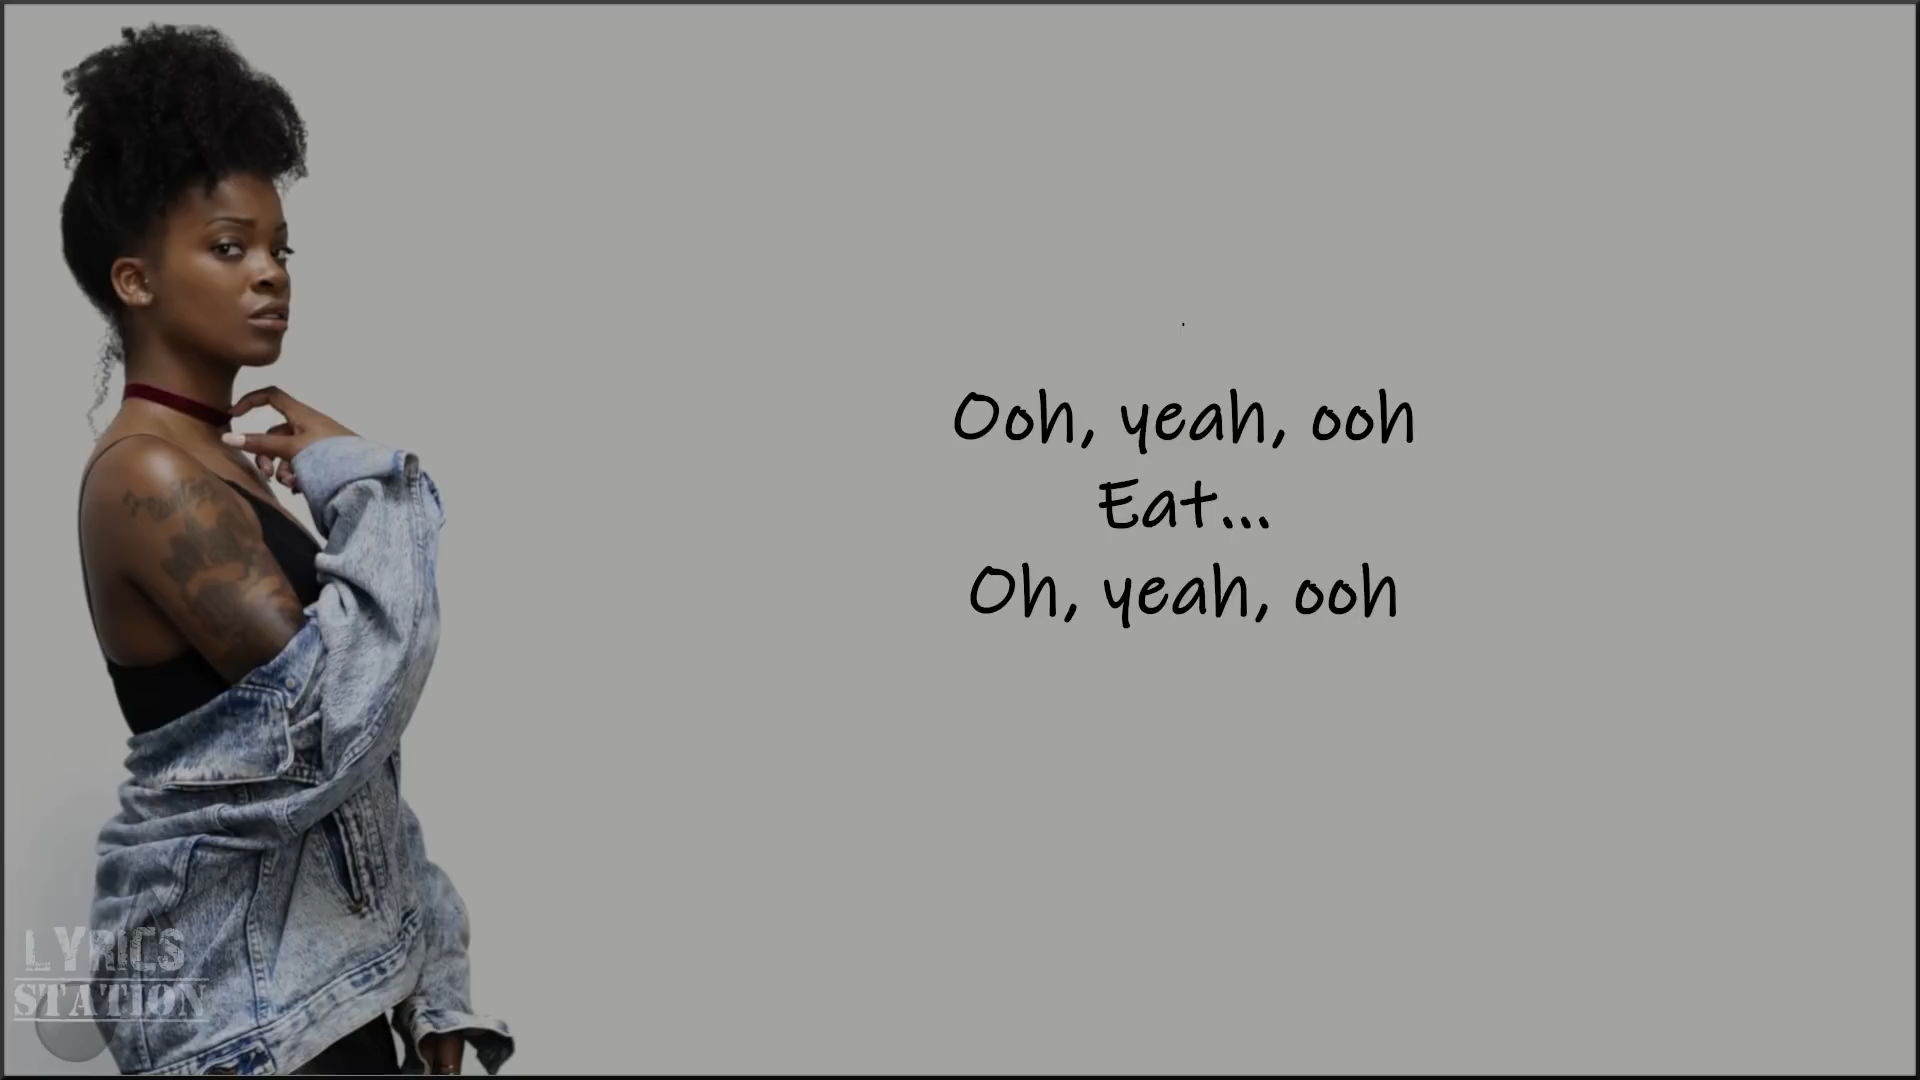 Ooh, yeah, ooh
Eat...
Oh, yeah, ooh
LYRICS
STATION